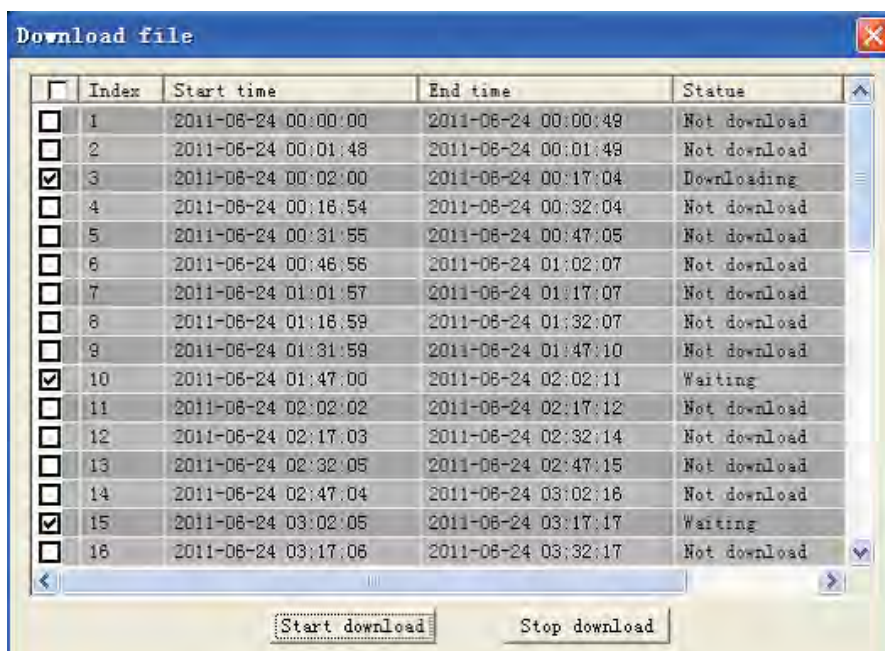 Download file
Index Start time End time Status
1 2011-06-24 00:00:00 2011-06-24 00:00:49 Not download
2 2011-06-24 00:01:48 2011-06-24 00:01:49 Not download
3 2011-06-24 00:02:00 2011-06-24 00:17:04 Downloading
4 2011-06-24 00:16:54 2011-06-24 00:32:04 Not download
5 2011-06-24 00:31:55 2011-06-24 00:47:05 Not download
6 2011-06-24 00:46:56 2011-06-24 01:02:07 Not download
7 2011-06-24 01:01:57 2011-06-24 01:17:07 Not download
8 2011-06-24 01:16:59 2011-06-24 01:32:07 Not download
9 2011-06-24 01:31:59 2011-06-24 01:47:10 Not download
10 2011-06-24 01:47:00 2011-06-24 02:02:11 Waiting
11 2011-06-24 02:02:02 2011-06-24 02:17:12 Not download
12 2011-06-24 02:17:03 2011-06-24 02:32:14 Not download
13 2011-06-24 02:32:05 2011-06-24 02:47:15 Not download
14 2011-06-24 02:47:04 2011-06-24 03:02:16 Not download
15 2011-06-24 03:02:05 2011-06-24 03:17:17 Waiting
16 2011-06-24 03:17:06 2011-06-24 03:32:17 Not download
Start download Stop download